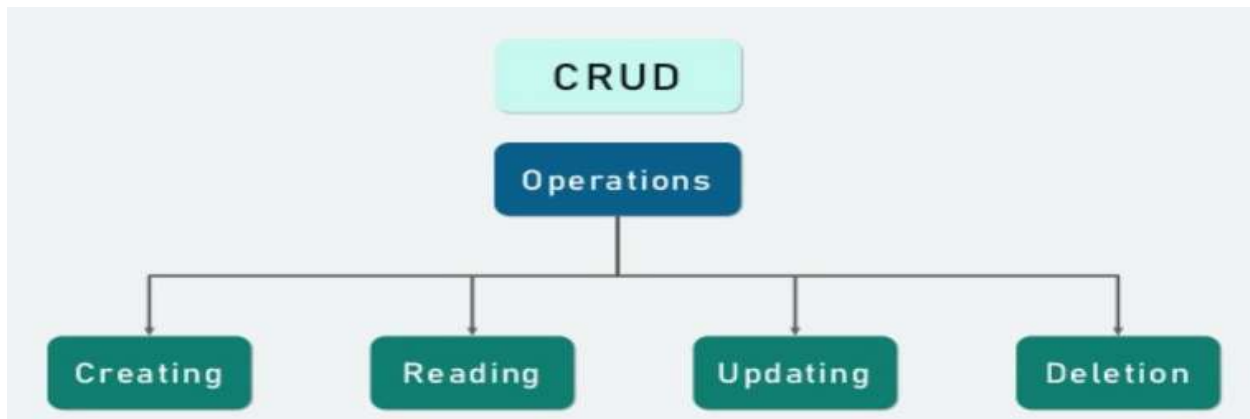 CRUD
Operations
Creating
Reading
Updating
Deletion